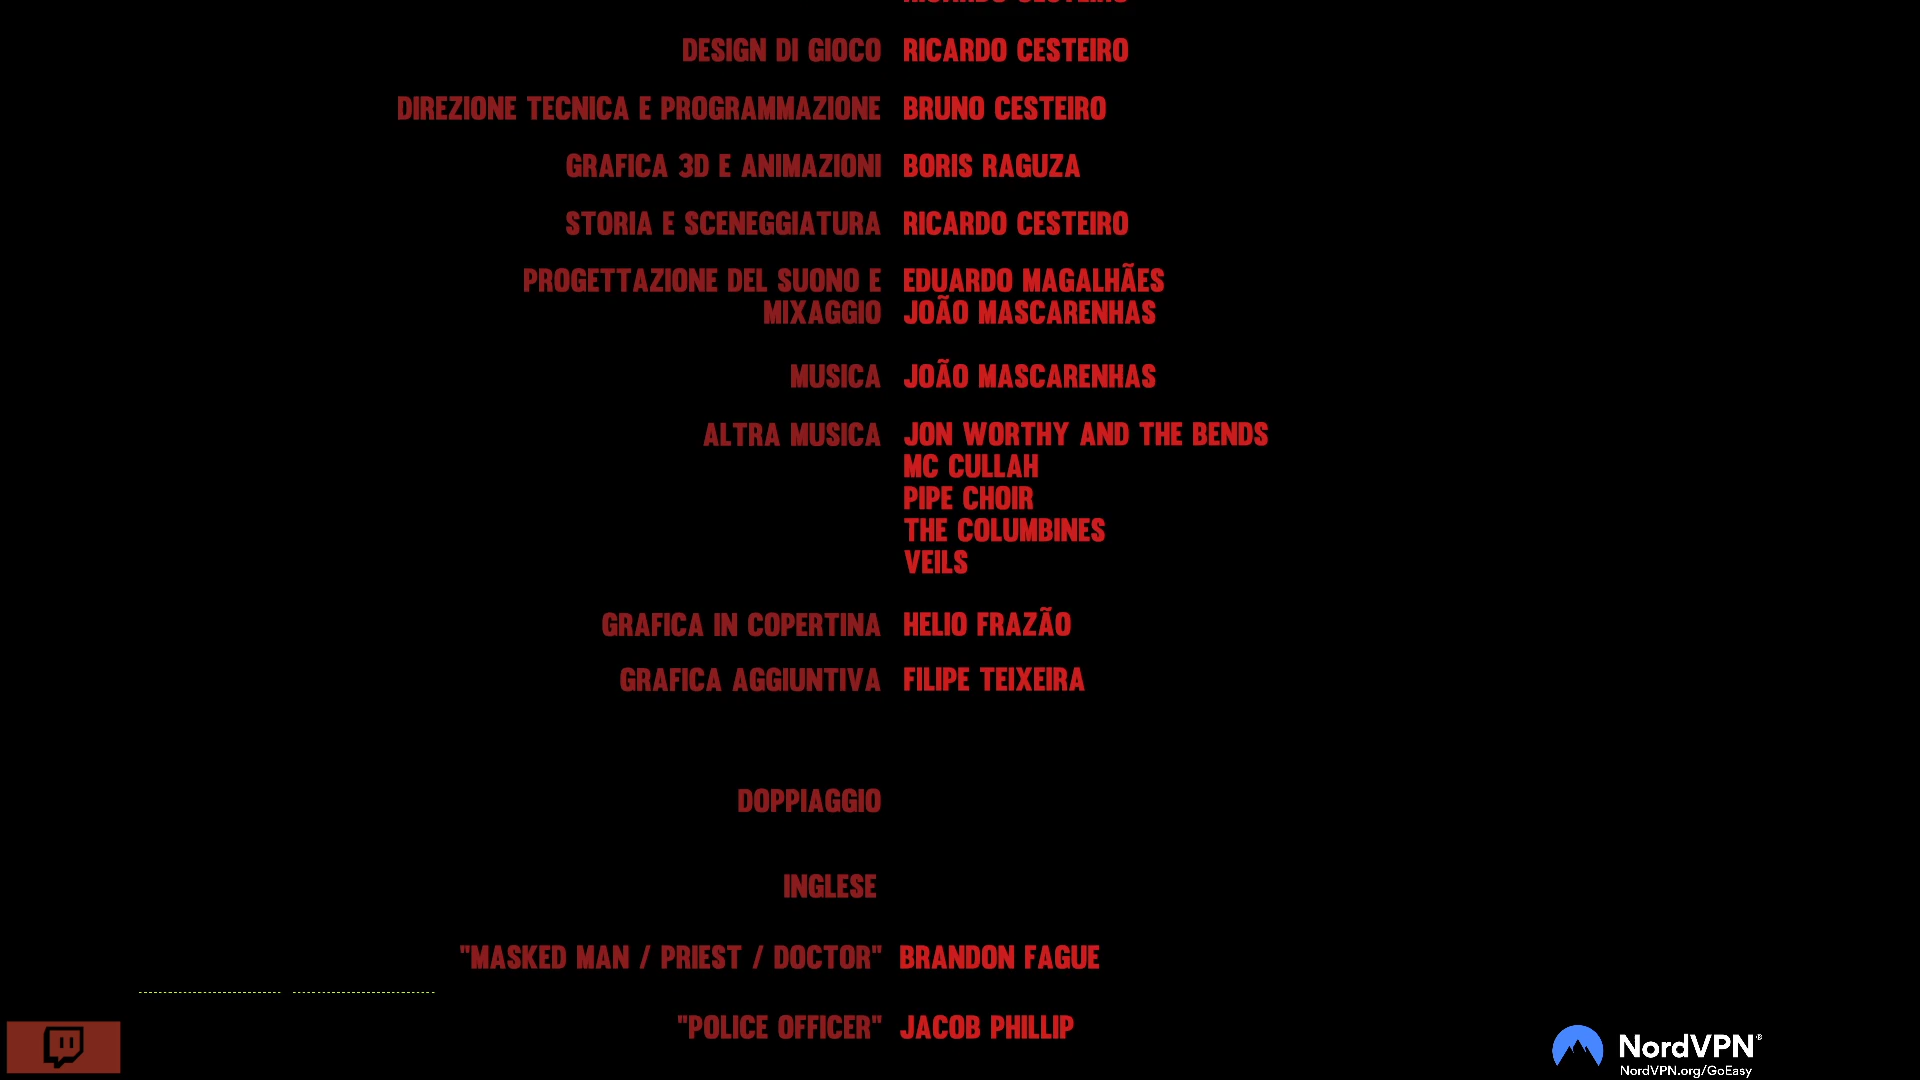 DESIGN DI GIOCO RICARDO CESTEIRO
DIREZIONE TECNICA E PROGRAMMAZIONE BRUNO CESTEIRO
GRAFICA 3D E ANIMAZIONI BORIS RAGUZA
STORIA E SCENEGGIATURA RICARDO CESTEIRO
PROGETTAZIONE DEL SUONO E EDUARDO MAGALHÃES
MIXAGGIO JOÃO MASCARENHAS
MUSICA JOÃO MASCARENHAS
ALTRA MUSICA JON WORTHY AND THE BENDS
MC CULLAH
PIPE CHOIR
THE COLUMBINES
VEILS
GRAFICA IN COPERTINA HELIO FRAZÃO
GRAFICA AGGIUNTIVA FILIPE TEIXEIRA
DOPPIAGGIO
INGLESE
"MASKED MAN / PRIEST / DOCTOR" BRANDON FAGUE
"POLICE OFFICER" JACOB PHILLIP
NordVPN®
NordVPN.org/GoEasy